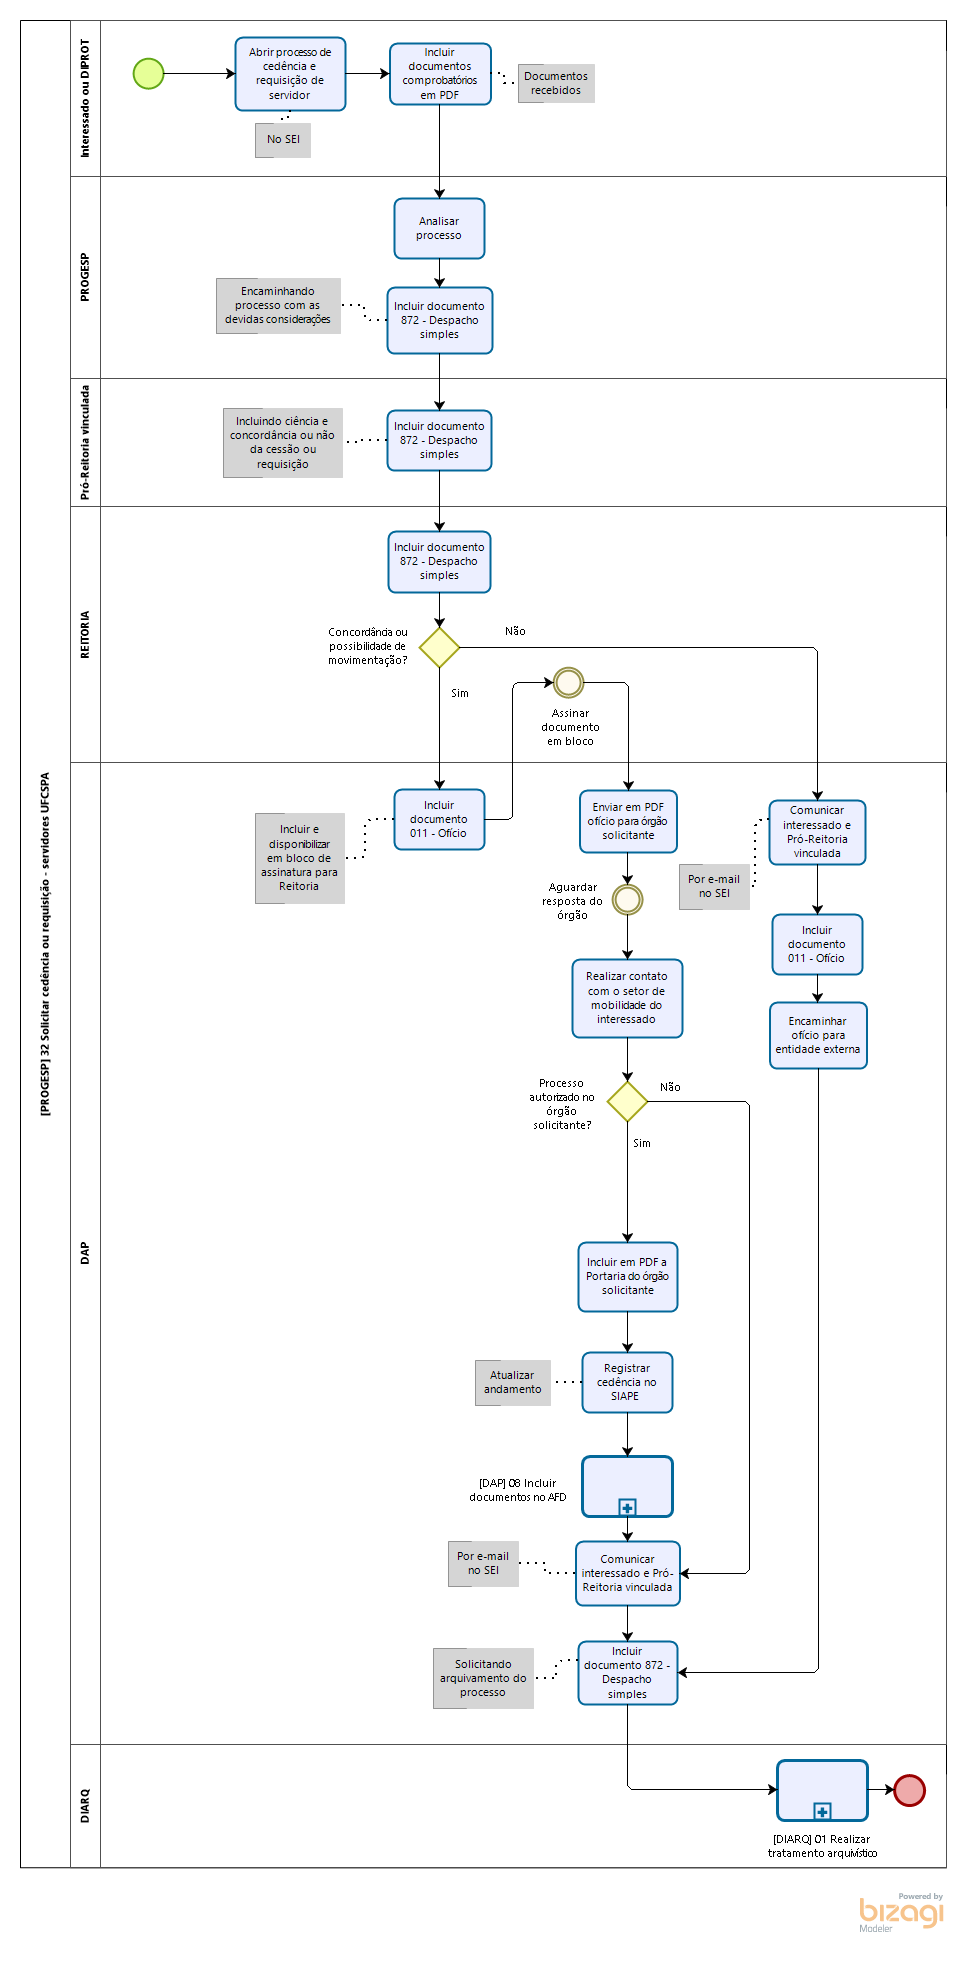 [PROGESP] 32 Solicitar cedência ou requisição - servidores UFCSPA
Interessado ou DIPROT
Abrir processo de
cedência e
requisição de
servidor
No SEI
Incluir
documentos
comprobatórios
em PDF
Documentos
recebidos
PROGESP
Analisar
processo
Encaminhando
processo com as
devidas considerações
Incluir documento
872 - Despacho
simples
Pró-Reitoria vinculada
Incluindo ciência e
concordância ou não
da cessão ou
requisição
Incluir documento
872 - Despacho
simples
REITORIA
Incluir documento
872 - Despacho
simples
Concordância ou
possibilidade de
movimentação?
Não
Sim
Assinar
documento
em bloco
DAP
Incluir
documento
011 - Ofício
Incluir e
disponibilizar
em bloco de
assinatura para
Reitoria
Enviar em PDF
ofício para órgão
solicitante
Comunicar
interessado e
Pró-Reitoria
vinculada
Por e-mail
no SEI
Aguardar
resposta do
órgão
Incluir
documento
011 - Ofício
Realizar contato
com o setor de
mobilidade do
interessado
Encaminhar
ofício para
entidade externa
Processo
autorizado no
órgão
solicitante?
Não
Sim
Incluir em PDF a
Portaria do órgão
solicitante
Atualizar
andamento
Registrar
cedência no
SIAPE
[DAP] 08 Incluir
documentos no AFD
Por e-mail
no SEI
Comunicar
interessado e Pró-
Reitoria vinculada
Solicitando
arquivamento do
processo
Incluir
documento 872 -
Despacho
simples
DIARQ
[DIARQ] 01 Realizar
tratamento arquivístico
Powered by
bizagi
Modeler